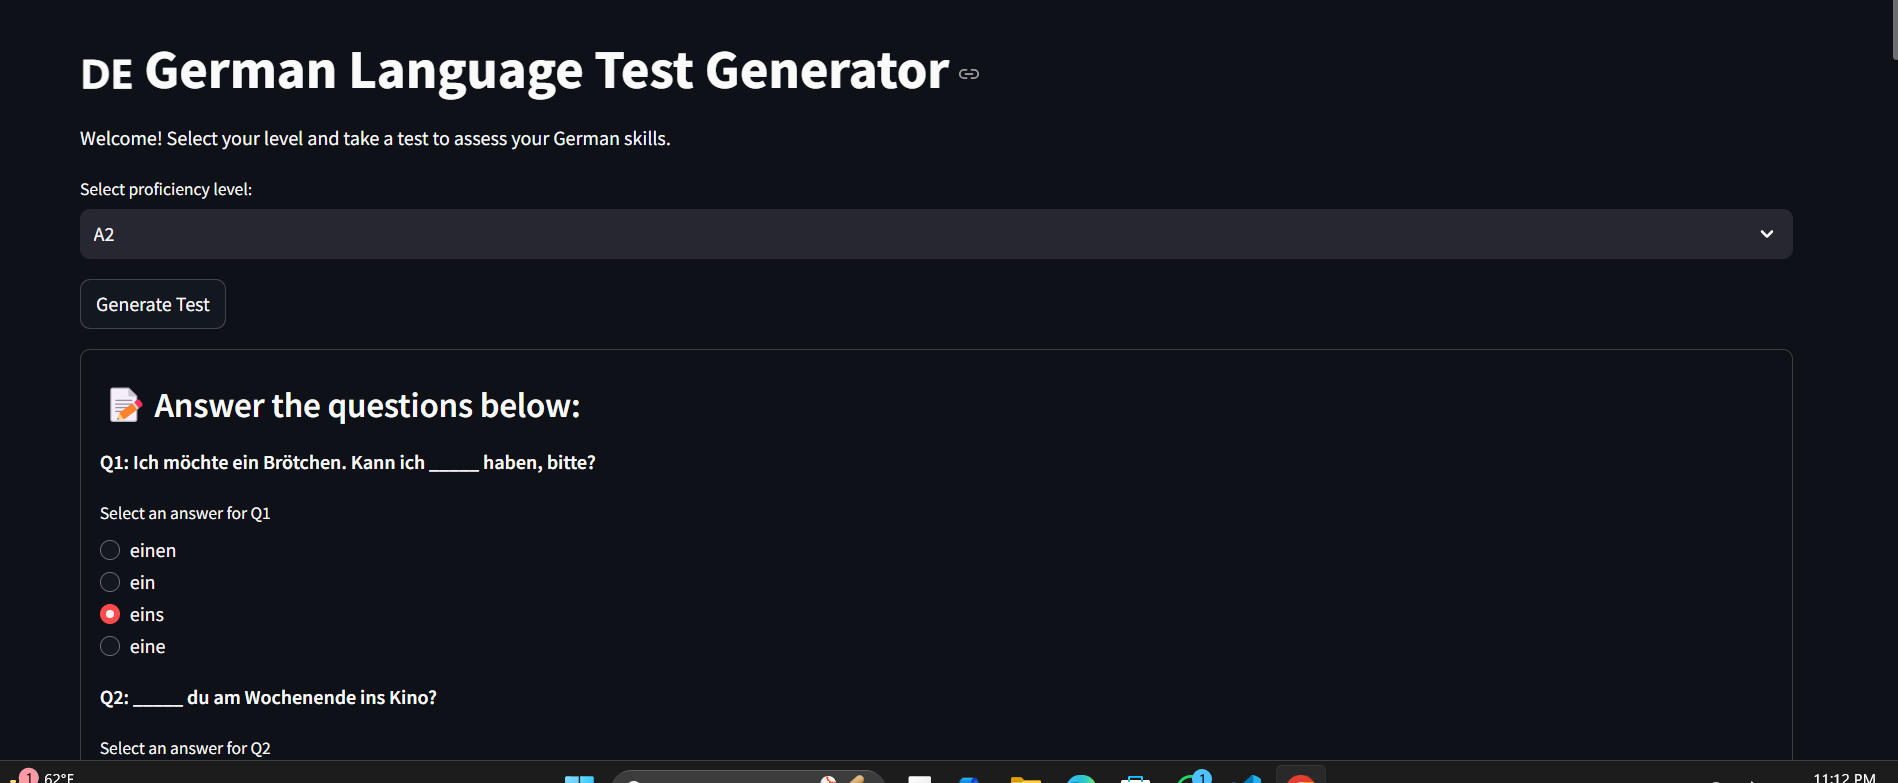 DE German Language Test Generator
Welcome! Select your level and take a test to assess your German skills.
Select proficiency level:
A2
Generate Test
Answer the questions below:
Q1: Ich möchte ein Brötchen. Kann ich _____ haben, bitte?
Select an answer for Q1
einen
ein
eins
eine
Q2: _____ du am Wochenende ins Kino?
Select an answer for Q2
1
62°F
1
11:12 PM